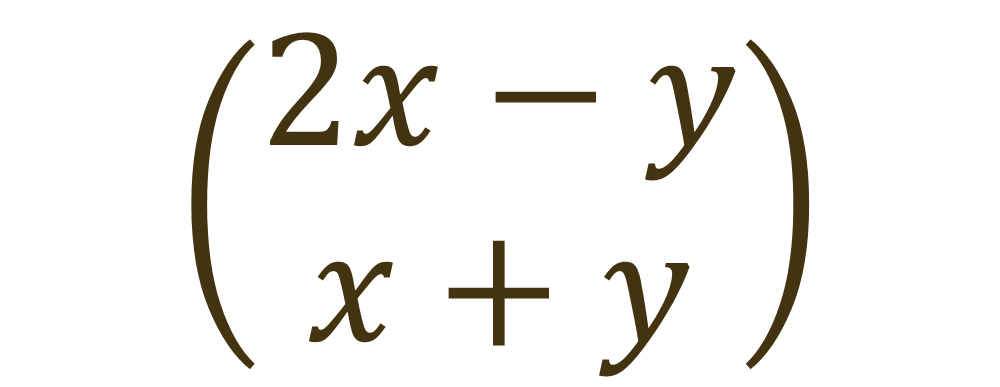 (2x − y
x + y)